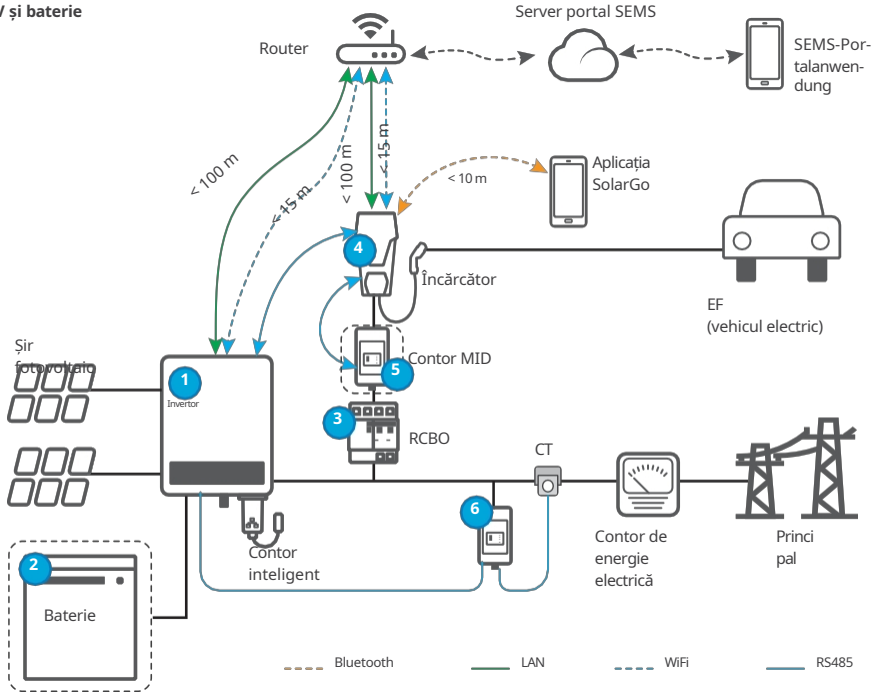 V și baterie
Server portal SEMS
Router
SEMS-Por-
talanwen-
dung
< 100 m
< 15 m
< 100 m
< 15 m
< 10 m
Aplicația
SolarGo
4
Încărcător
EF
(vehicul electric)
Șir
fotovoltaic
1
Invertor
Contor MID
5
3
RCBO
CT
6
Contor
inteligent
Contor de
energie
electrică
Princi
pal
2
Baterie
Bluetooth
LAN
WiFi
RS485